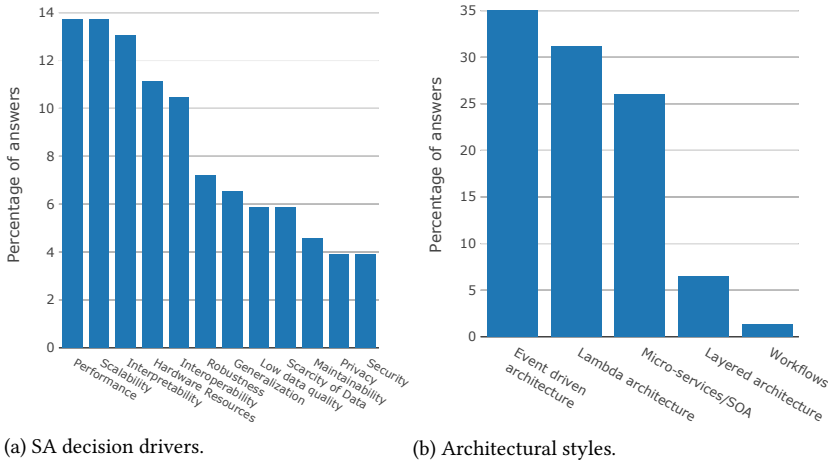 14
12
10
8
6
4
2
0
Percentage of answers
Performance
Scalability
Interpretability
Hardware Resources
Interoperability
Robustness
Generalization
Low data quality
Scarcity of Data
Maintainability
Privacy
Security
(a) SA decision drivers.
35
30
25
20
15
10
5
0
Percentage of answers
Event driven
architecture
Lambda architecture
Micro-services/SOA
Layered architecture
Workflows
(b) Architectural styles.